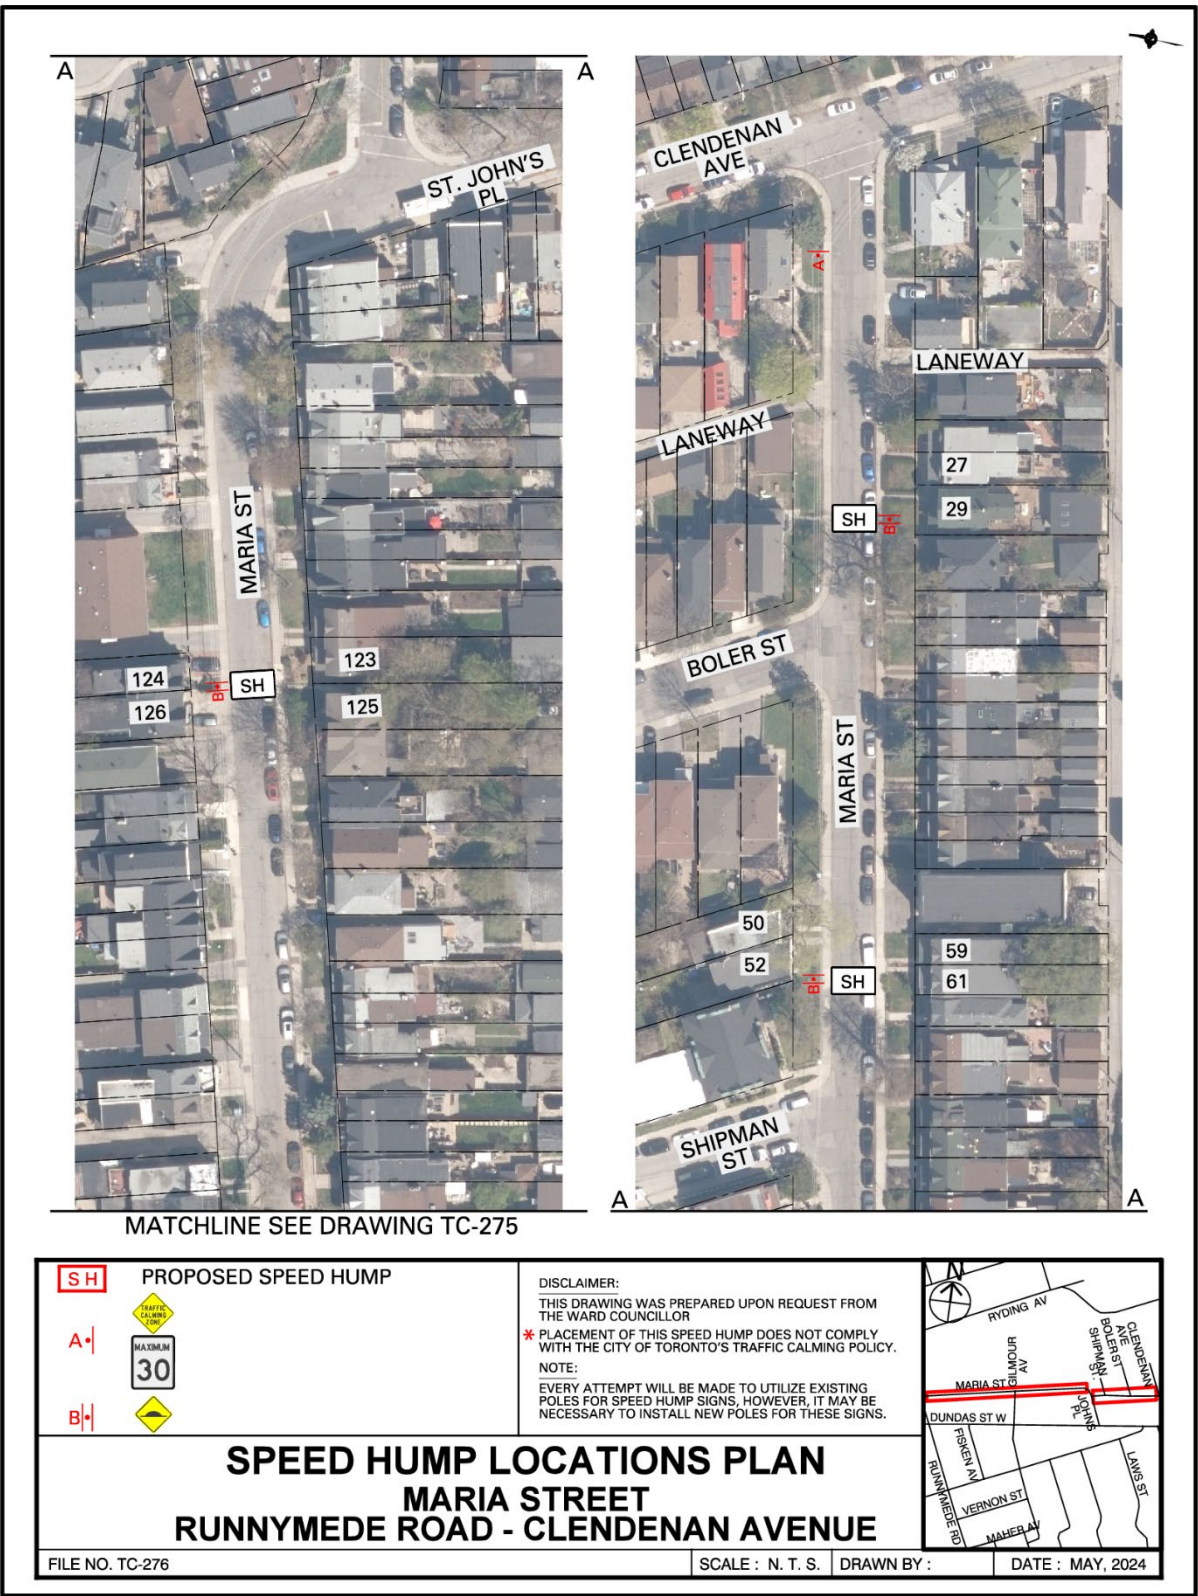 A
A
ST. JOHN'S
PL
MARIA ST
124
126
B
SH
123
125
MATCHLINE SEE DRAWING TC-275
CLENDENAN
AVE
A
LANEWAY
LANEWAY
27
29
SH
B
BOLER ST
MARIA ST
50
52
B
SH
59
61
SHIPMAN
ST
A
A
SH
PROPOSED SPEED HUMP
TRAFFIC
CALMING
ZONE
A
MAXIMUM
30
B
DISCLAIMER:
THIS DRAWING WAS PREPARED UPON REQUEST FROM
THE WARD COUNCILLOR
* PLACEMENT OF THIS SPEED HUMP DOES NOT COMPLY
WITH THE CITY OF TORONTO'S TRAFFIC CALMING POLICY.
NOTE:
EVERY ATTEMPT WILL BE MADE TO UTILIZE EXISTING
POLES FOR SPEED HUMP SIGNS, HOWEVER, IT MAY BE
NECESSARY TO INSTALL NEW POLES FOR THESE SIGNS.
N
RYDING AV
GILMOUR
AV
SHIPMAN
ST.
BOLER ST
CLENDENAN
AVE
MARIA ST
JOHNS
PL
DUNDAS ST W
FISKEN AV
RUNNYMEDE RD
VERNON ST
MAHER AV
LAWS ST
SPEED HUMP LOCATIONS PLAN
MARIA STREET
RUNNYMEDE ROAD - CLENDENAN AVENUE
FILE NO. TC-276
SCALE : N. T. S.
DRAWN BY :
DATE : MAY, 2024